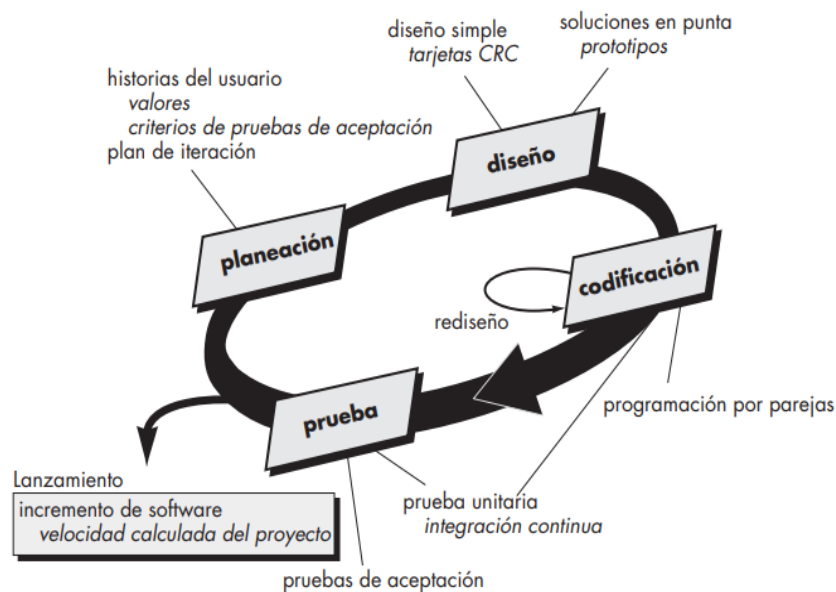 diseño simple
tarjetas CRC
soluciones en punta
prototipos
historias del usuario
valores
criterios de pruebas de aceptación
plan de iteración
diseño
planeación
codificación
rediseño
programación por parejas
prueba
prueba unitaria
integración continua
Lanzamiento
incremento de software
velocidad calculada del proyecto
pruebas de aceptación